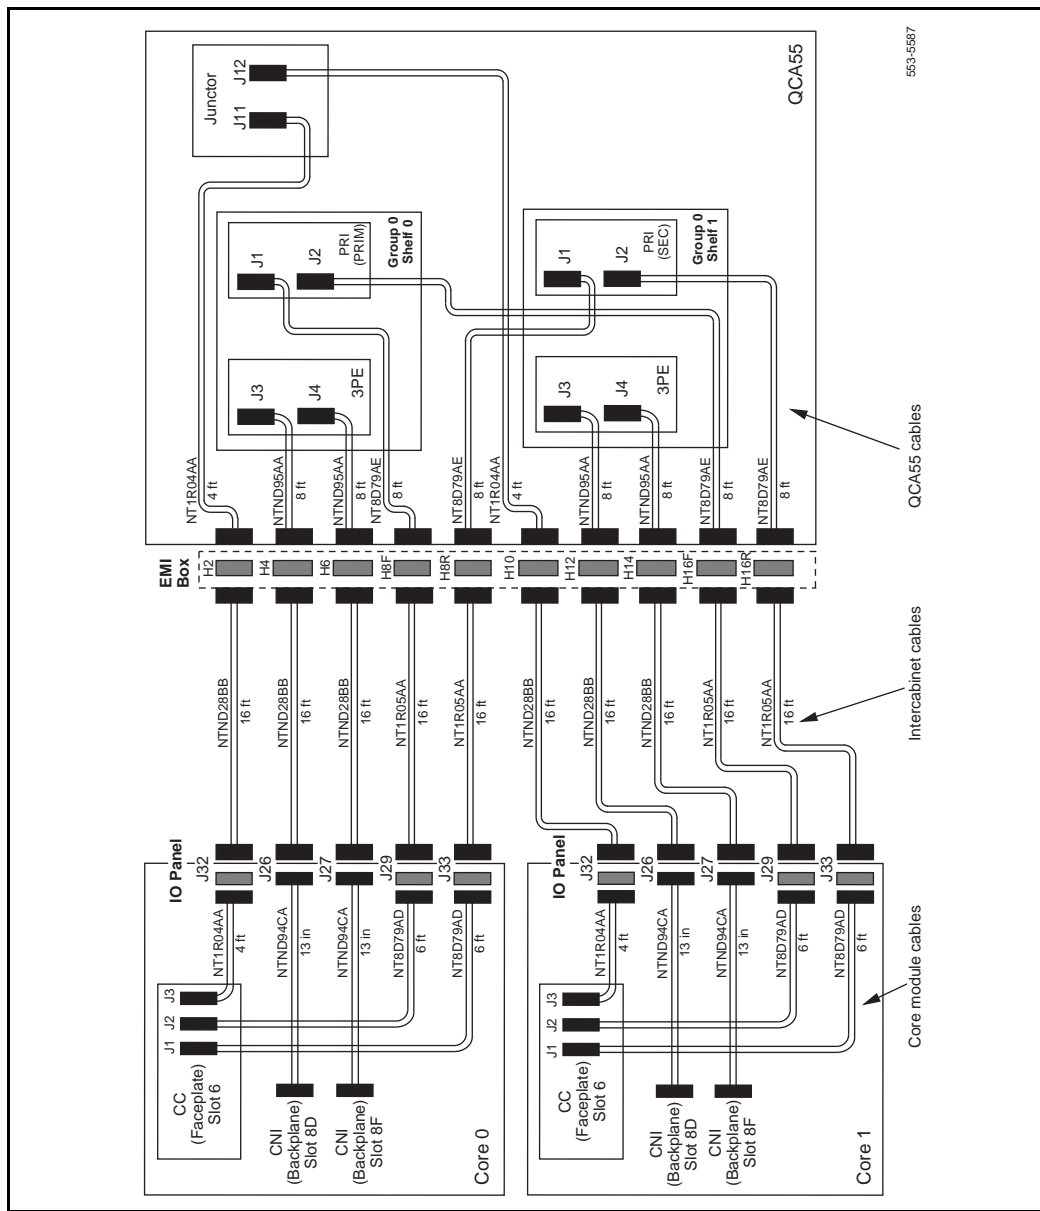 553-5587
QCA55
Junctor
J11
J12
Group 0
Shelf 0
PRI
(PRIM)
J1
J2
3PE
J3
J4
Group 0
Shelf 1
PRI
(SEC)
J1
J2
3PE
J3
J4
QCA55 cables
NT1R04AA
4 ft
NTND95AA
8 ft
NTND95AA
8 ft
NT8D79AE
8 ft
NT8D79AE
8 ft
NT1R04AA
4 ft
NTND95AA
8 ft
NTND95AA
8 ft
NT8D79AE
8 ft
NT8D79AE
8 ft
EMI
Box
H2
H4
H6
H8F
H8R
H10
H12
H14
H16F
H16R
NTND28BB
16 ft
NTND28BB
16 ft
NTND28BB
16 ft
NT1R05AA
16 ft
NT1R05AA
16 ft
NTND28BB
16 ft
NTND28BB
16 ft
NTND28BB
16 ft
NT1R05AA
16 ft
NT1R05AA
16 ft
Intercabinet cables
IO Panel
J32
J26
J27
J29
J33
IO Panel
J32
J26
J27
J29
J33
NT1R04AA
4 ft
NTND94CA
13 in
NTND94CA
13 in
NT8D79AD
6 ft
NT8D79AD
6 ft
NT1R04AA
4 ft
NTND94CA
13 in
NTND94CA
13 in
NT8D79AD
6 ft
NT8D79AD
6 ft
Core module cables
J1
J2
J3
CC
(Faceplate)
Slot 6
CNI
(Backplane)
Slot 8D
CNI
(Backplane)
Slot 8F
Core 0
J1
J2
J3
CC
(Faceplate)
Slot 6
CNI
(Backplane)
Slot 8D
CNI
(Backplane)
Slot 8F
Core 1